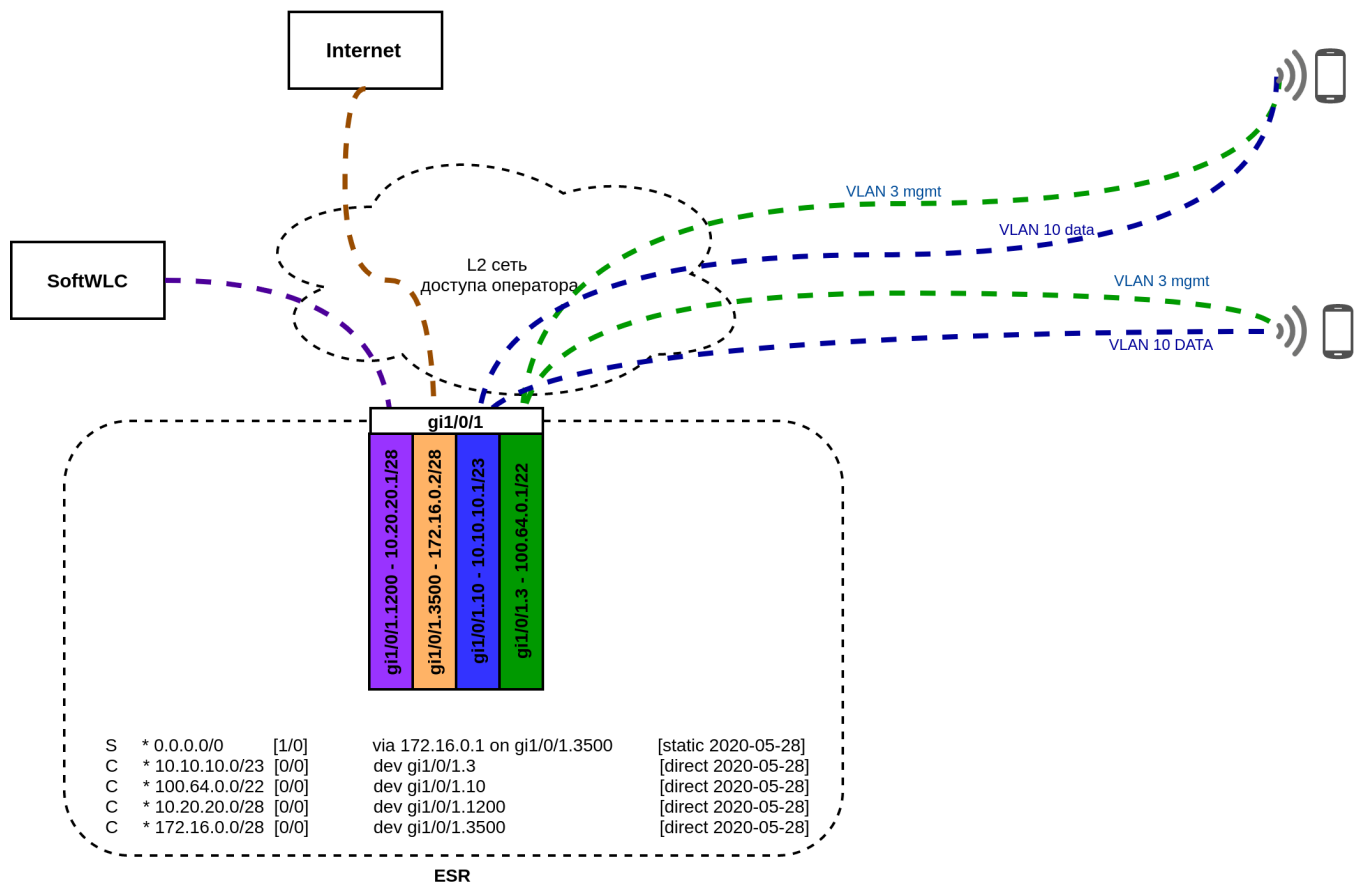 Internet
VLAN 3 mgmt
VLAN 10 data
L2 сеть
доступа оператора
SoftWLC
VLAN 3 mgmt
VLAN 10 DATA
gi1/0/1
gi1/0/1.1200 - 10.20.20.1/28
gi1/0/1.3500 - 172.16.0.2/28
gi1/0/1.10 - 10.10.10.1/23
gi1/0/1.3 - 100.64.0.1/22
S * 0.0.0.0/0 [1/0] via 172.16.0.1 on gi1/0/1.3500 [static 2020-05-28]
C * 10.10.10.0/23 [0/0] dev gi1/0/1.3 [direct 2020-05-28]
C * 100.64.0.0/22 [0/0] dev gi1/0/1.10 [direct 2020-05-28]
C * 10.20.20.0/28 [0/0] dev gi1/0/1.1200 [direct 2020-05-28]
C * 172.16.0.0/28 [0/0] dev gi1/0/1.3500 [direct 2020-05-28]
ESR